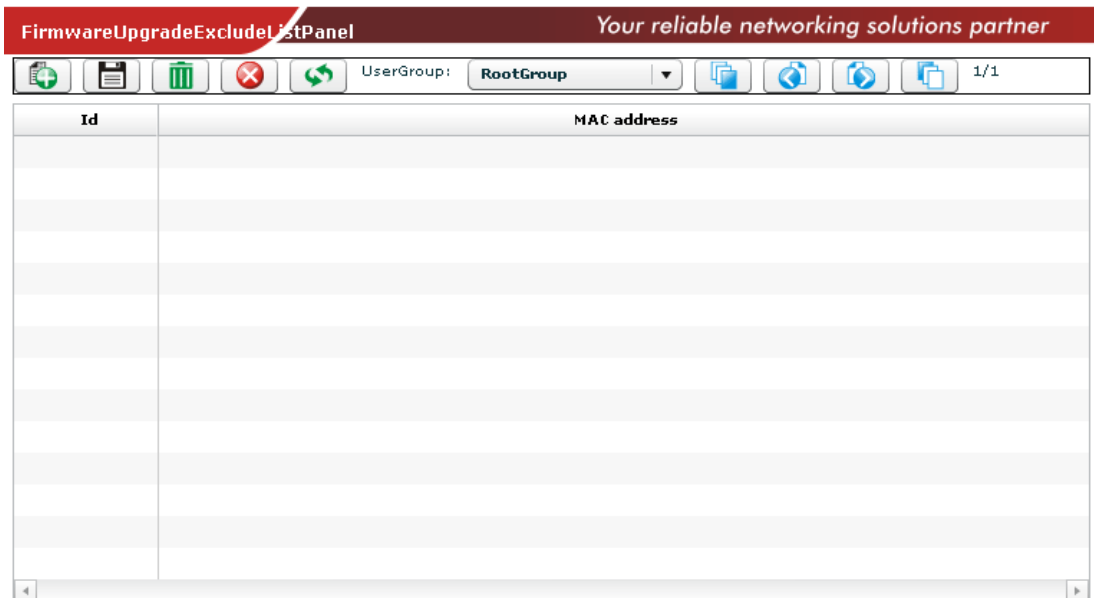 FirmwareUpgradeExcludeListPanel
Your reliable networking solutions partner
UserGroup: RootGroup 1/1
Id MAC address